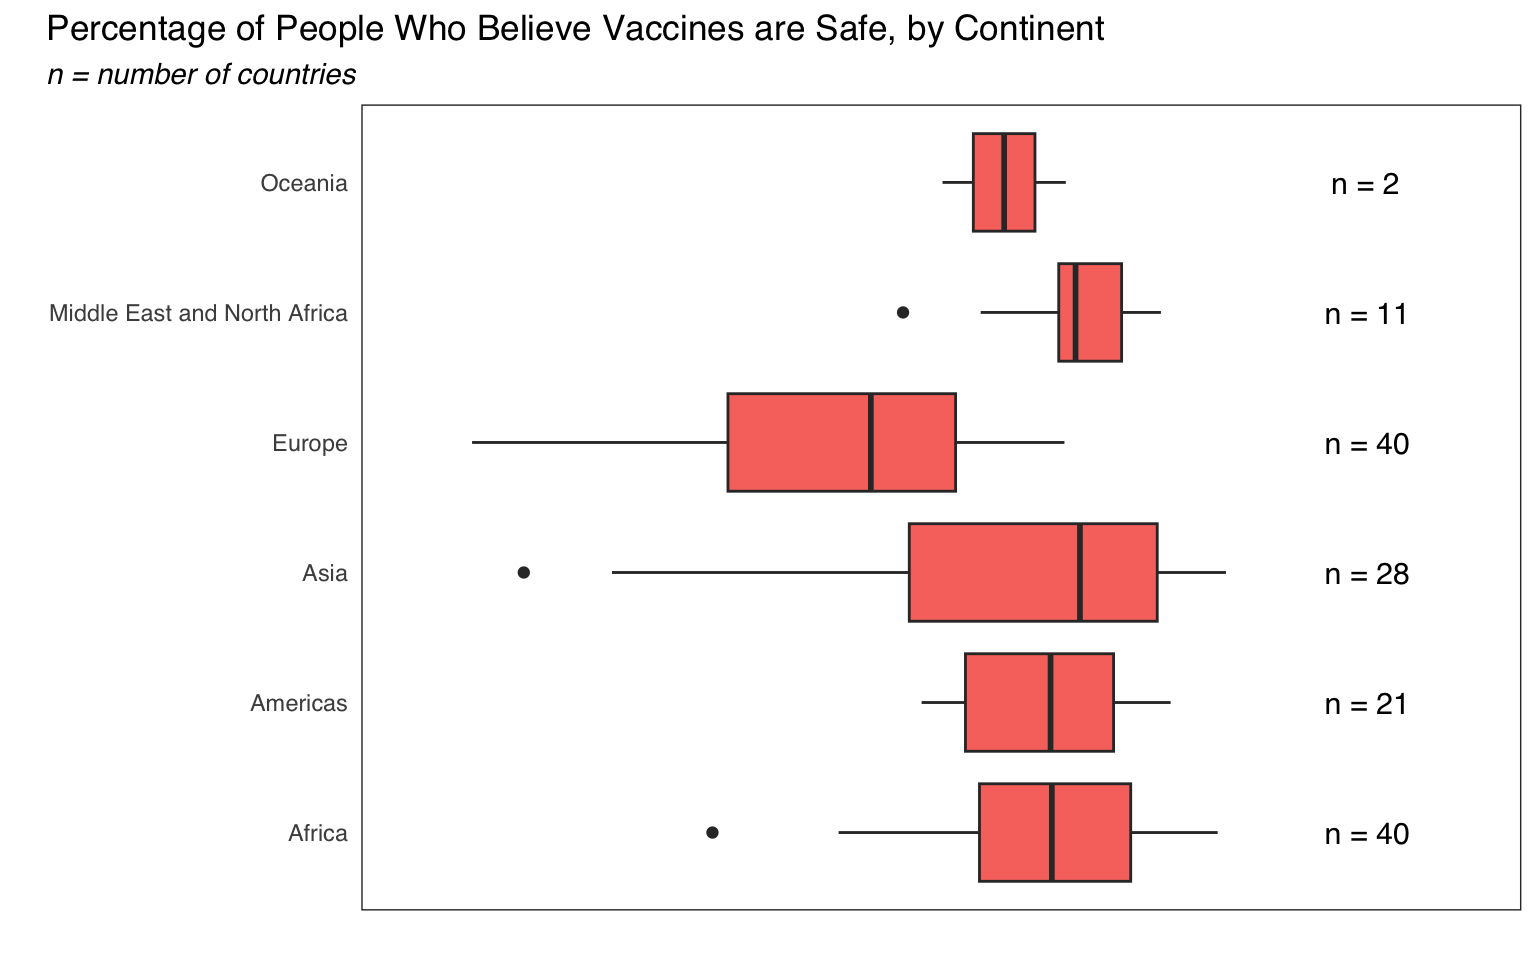 Percentage of People Who Believe Vaccines are Safe, by Continent
n = number of countries
Oceania
n = 2
Middle East and North Africa
n = 11
Europe
n = 40
Asia
n = 28
Americas
n = 21
Africa
n = 40